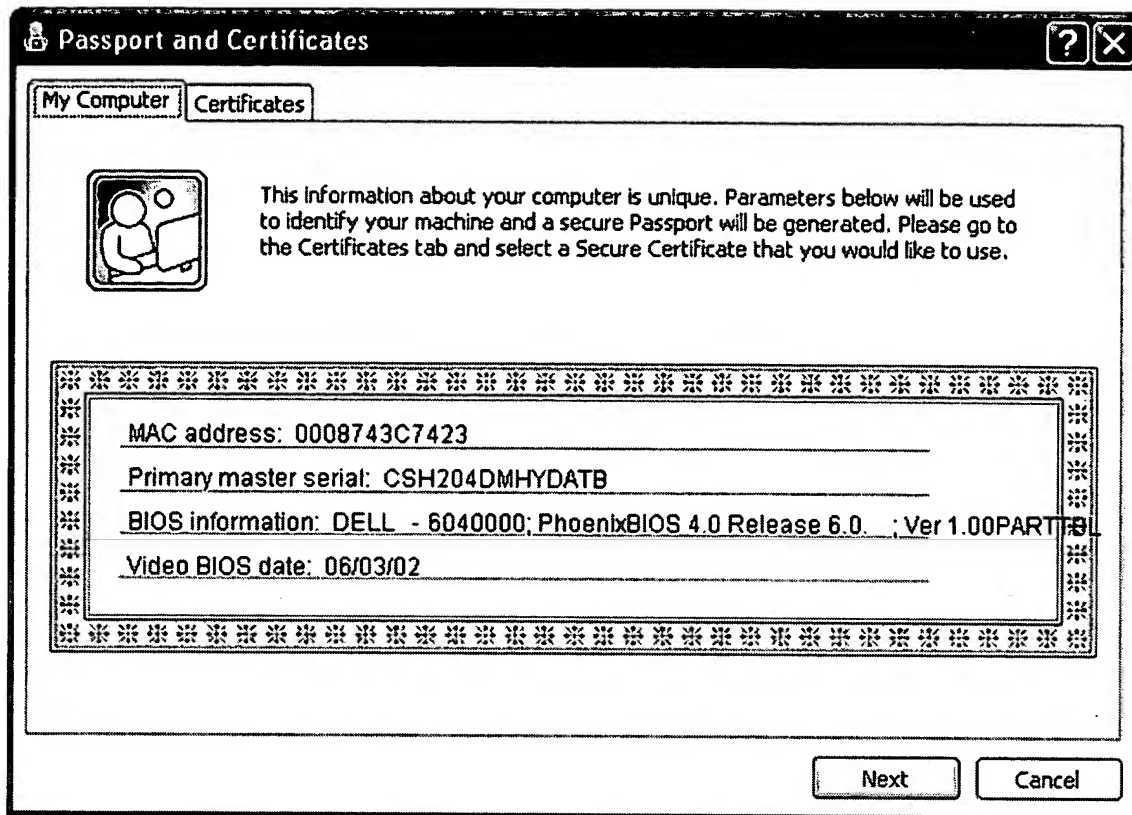 Passport and Certificates
My Computer
Certificates
This information about your computer is unique. Parameters below will be used
to identify your machine and a secure Passport will be generated. Please go to
the Certificates tab and select a Secure Certificate that you would like to use.
MAC address: 0008743C7423
Primary master serial: CSH204DMHYDATB
BIOS information: DELL - 6040000; PhoenixBIOS 4.0 Release 6.0. ; Ver 1.00PARTTBL
Video BIOS date: 06/03/02
Next
Cancel